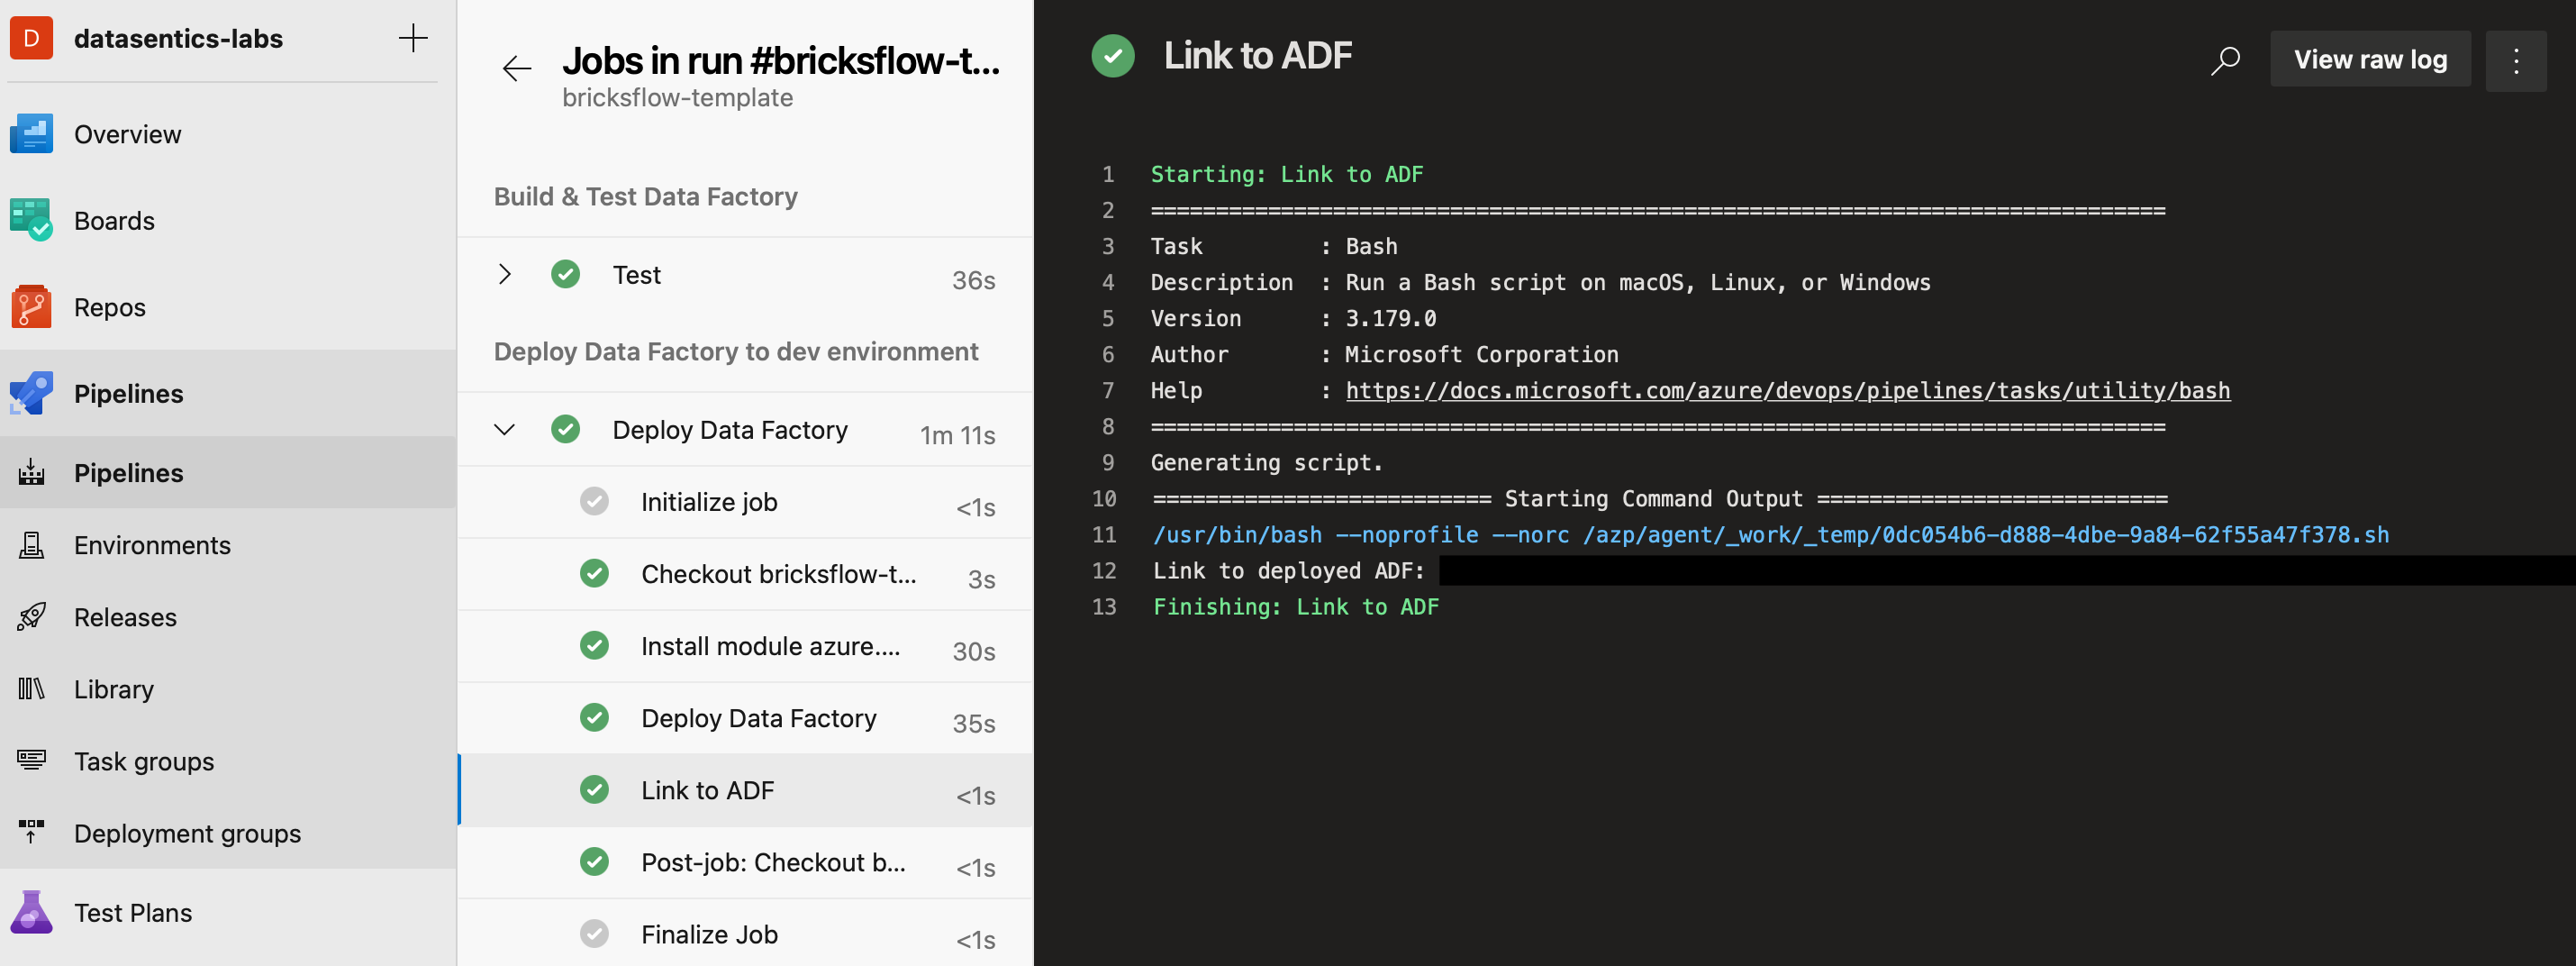 D datasentics-labs
Overview
Boards
Repos
Pipelines
Pipelines
Environments
Releases
Library
Task groups
Deployment groups
Test Plans
Jobs in run #bricksflow-t...
bricksflow-template
Build & Test Data Factory
Test 36s
Deploy Data Factory to dev environment
Deploy Data Factory 1m 11s
Initialize job <1s
Checkout bricksflow-t... 3s
Install module azure.... 30s
Deploy Data Factory 35s
Link to ADF <1s
Post-job: Checkout b... <1s
Finalize Job <1s
Link to ADF
View raw log
1 Starting: Link to ADF
2 ==============================================================================
3 Task : Bash
4 Description : Run a Bash script on macOS, Linux, or Windows
5 Version : 3.179.0
6 Author : Microsoft Corporation
7 Help : https://docs.microsoft.com/azure/devops/pipelines/tasks/utility/bash
8 ==============================================================================
9 Generating script.
10 ========================== Starting Command Output ===========================
11 /usr/bin/bash --noprofile --norc /azp/agent/_work/_temp/0dc054b6-d888-4dbe-9a84-62f55a47f378.sh
12 Link to deployed ADF:
13 Finishing: Link to ADF